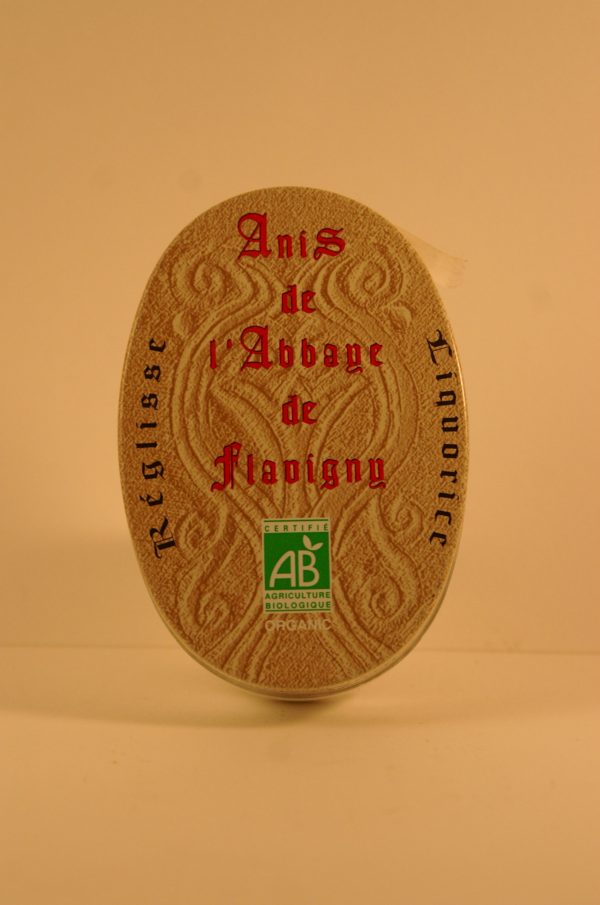 AniS
de
l'Abbaye
de
Flavigny
Réglisse
Liquorice
CERTIFIÉ
AB
AGRICULTURE
BIOLOGIQUE
ORGANIC